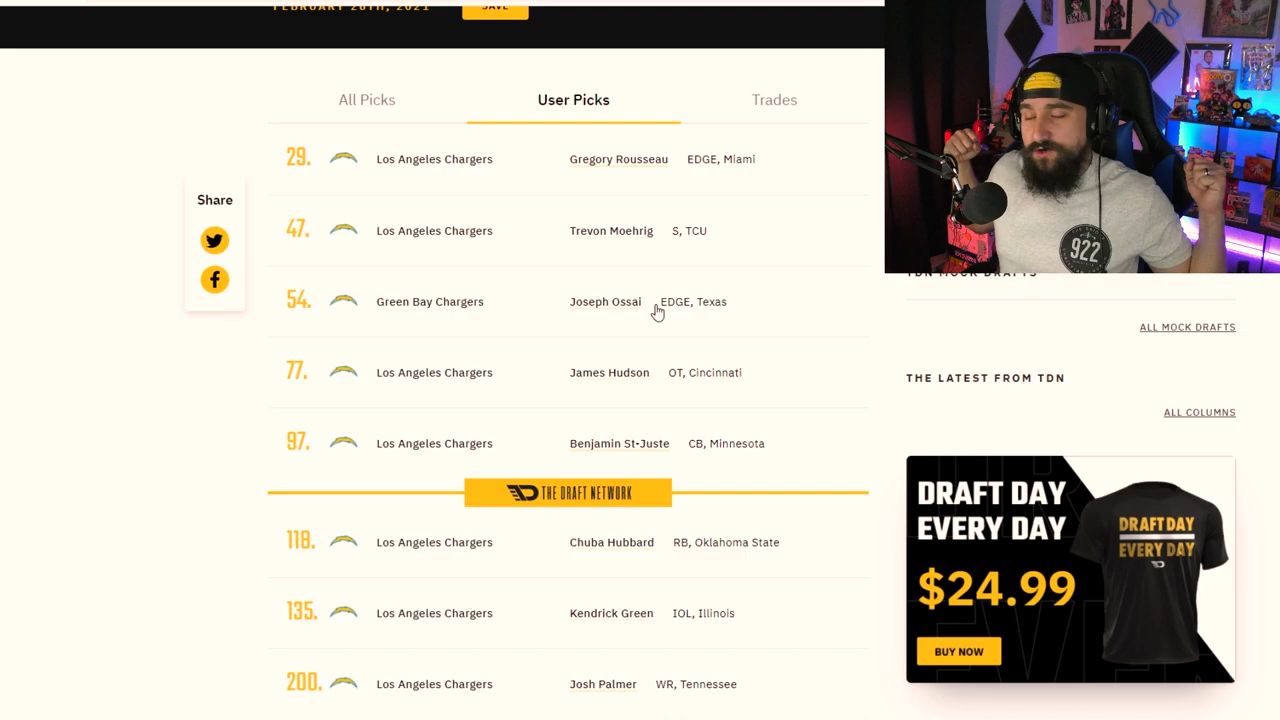 FEBRUARY 28TH, 2021
SAVE
All Picks
User Picks
Trades
29.
Los Angeles Chargers
Gregory Rousseau
EDGE, Miami
47.
Los Angeles Chargers
Trevon Moehrig
S, TCU
54.
Green Bay Chargers
Joseph Ossai
EDGE, Texas
77.
Los Angeles Chargers
James Hudson
OT, Cincinnati
97.
Los Angeles Chargers
Benjamin St-Juste
CB, Minnesota
THE DRAFT NETWORK
118.
Los Angeles Chargers
Chuba Hubbard
RB, Oklahoma State
135.
Los Angeles Chargers
Kendrick Green
IOL, Illinois
200.
Los Angeles Chargers
Josh Palmer
WR, Tennessee
Share
922
TDN MOCK DRAFTS
ALL MOCK DRAFTS
THE LATEST FROM TDN
ALL COLUMNS
DRAFT DAY
EVERY DAY
$24.99
BUY NOW
DRAFT DAY
EVERY DAY